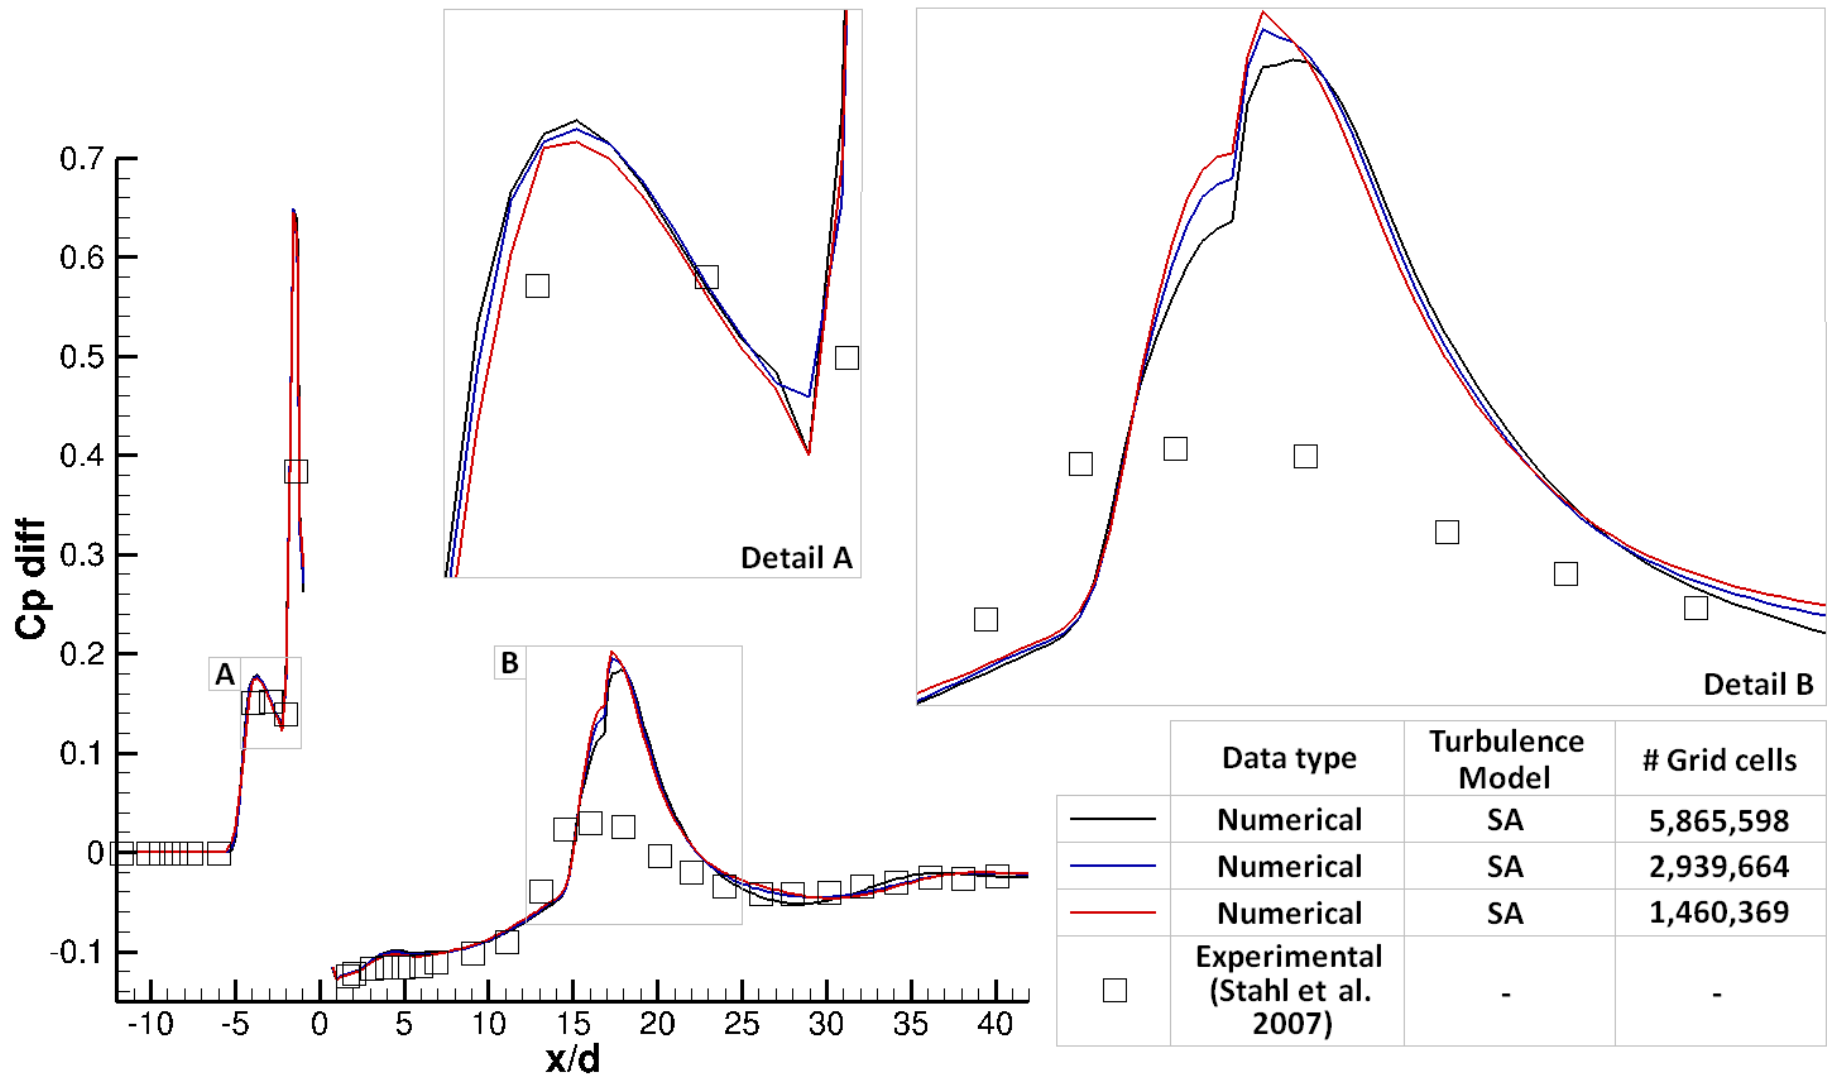 Cp diff
0.7
0.6
0.5
0.4
0.3
0.2
0.1
0
-0.1
-10 -5 0 5 10 15 20 25 30 35 40
x/d
A
B
Detail A
Detail B
Data type Turbulence Model # Grid cells
Numerical SA 5,865,598
Numerical SA 2,939,664
Numerical SA 1,460,369
Experimental
(Stahl et al. - -
2007)